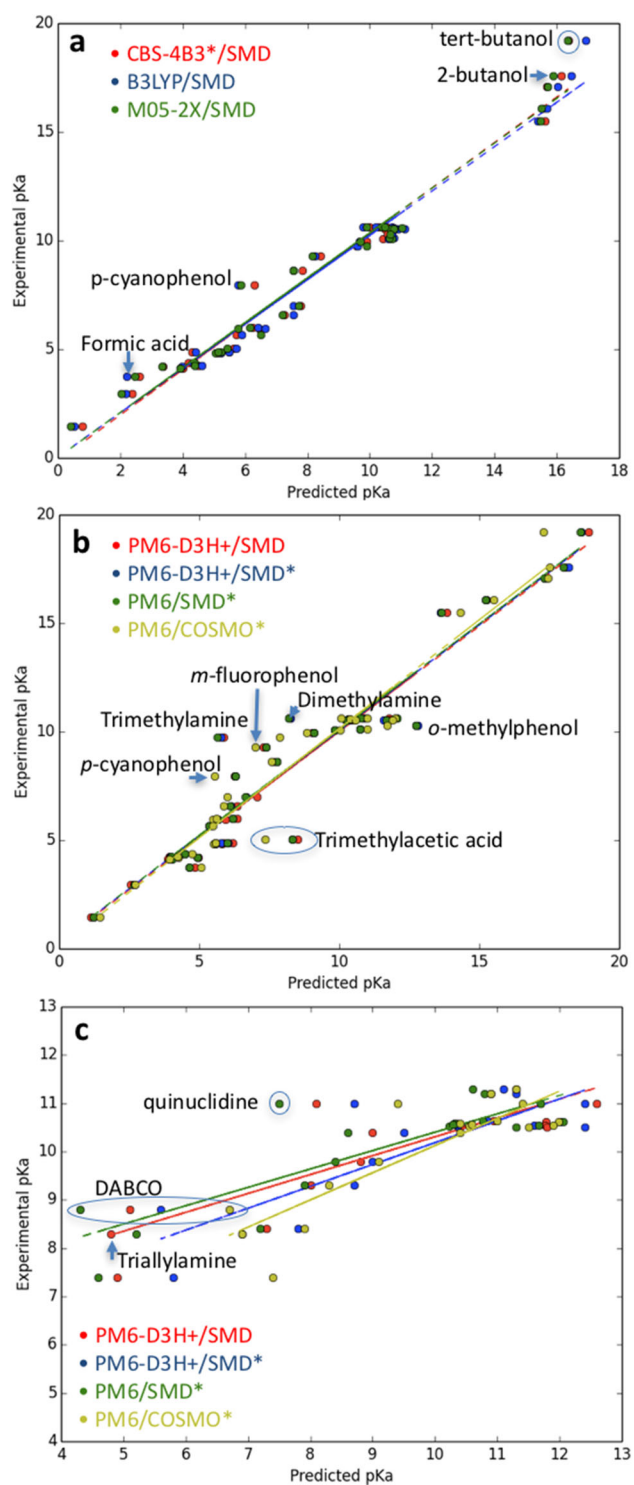 a
CBS-4B3*/SMD
B3LYP/SMD
M05-2X/SMD
tert-butanol
2-butanol
p-cyanophenol
Formic acid
20
15
10
5
0
Experimental pKa
0 2 4 6 8 10 12 14 16 18
Predicted pKa
b
PM6-D3H+/SMD
PM6-D3H+/SMD*
PM6/SMD*
PM6/COSMO*
m-fluorophenol
Dimethylamine
Trimethylamine
o-methylphenol
p-cyanophenol
Trimethylacetic acid
20
15
10
5
0
Experimental pKa
0 5 10 15 20
Predicted pKa
c
quinuclidine
DABCO
Triallylamine
PM6-D3H+/SMD
PM6-D3H+/SMD*
PM6/SMD*
PM6/COSMO*
13
12
11
10
9
8
7
6
5
4
Experimental pKa
4 5 6 7 8 9 10 11 12 13
Predicted pKa